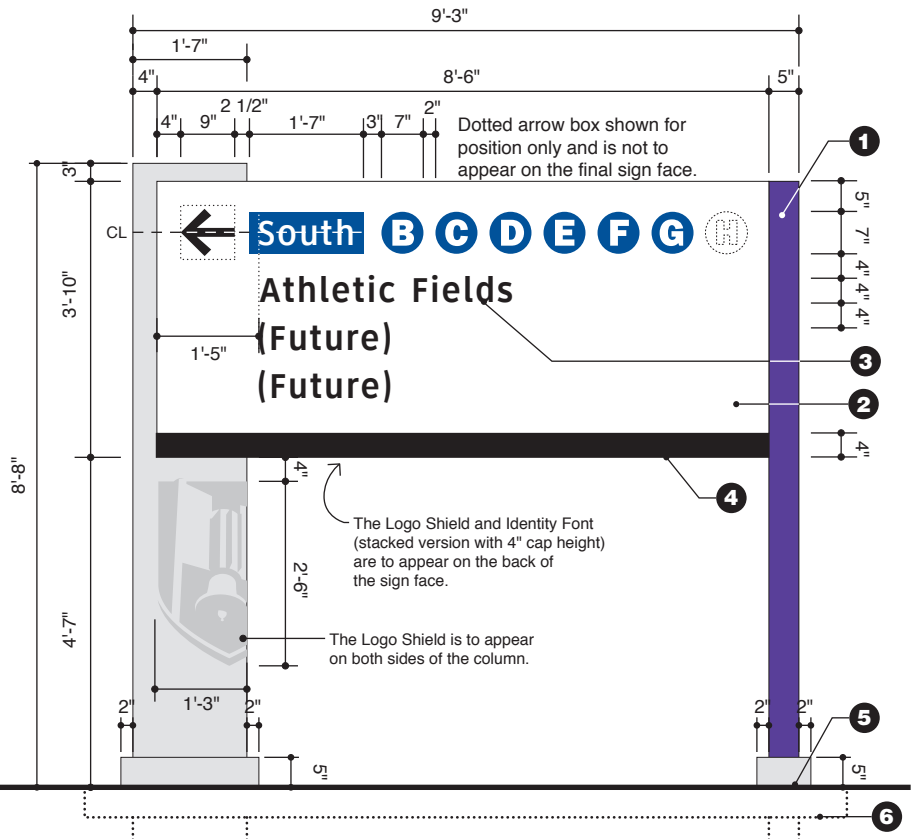 9'-3"
1'-7"
4"
8'-6"
5"
4"
9"
2 1/2"
1'-7"
3"
7"
2"
Dotted arrow box shown for
position only and is not to
appear on the final sign face.
1
3"
5"
CL
South B C D E F G H
7"
4"
4"
4"
Athletic Fields
3'-10"
1'-5"
(Future)
3
(Future)
2
4"
8'-8"
4"
4
The Logo Shield and Identity Font
(stacked version with 4" cap height)
are to appear on the back of
the sign face.
2'-6"
4'-7"
The Logo Shield is to appear
on both sides of the column.
1'-3"
2"
2"
2"
2"
5
5"
5"
6